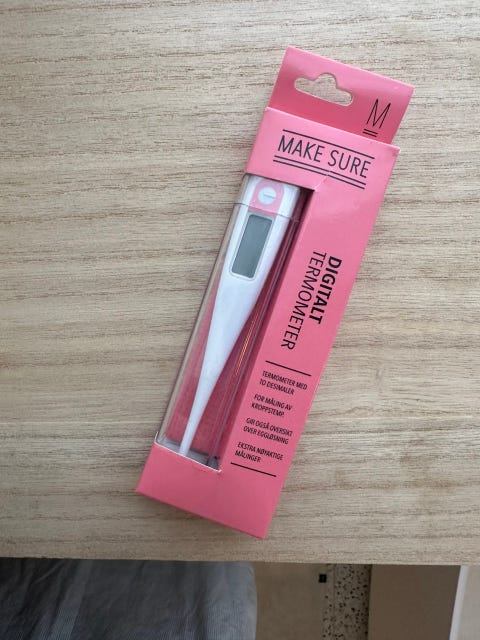 M
MAKE SURE
DIGITALT
TERMOMETER
TERMOMETER MED
TO DESIMALER
FOR MÅLING AV
KROPPSTEMP.
GIR OGSÅ OVERSIKT
OVER EGGLØSNING
EKSTRA NØYAKTIGE
MÅLINGER